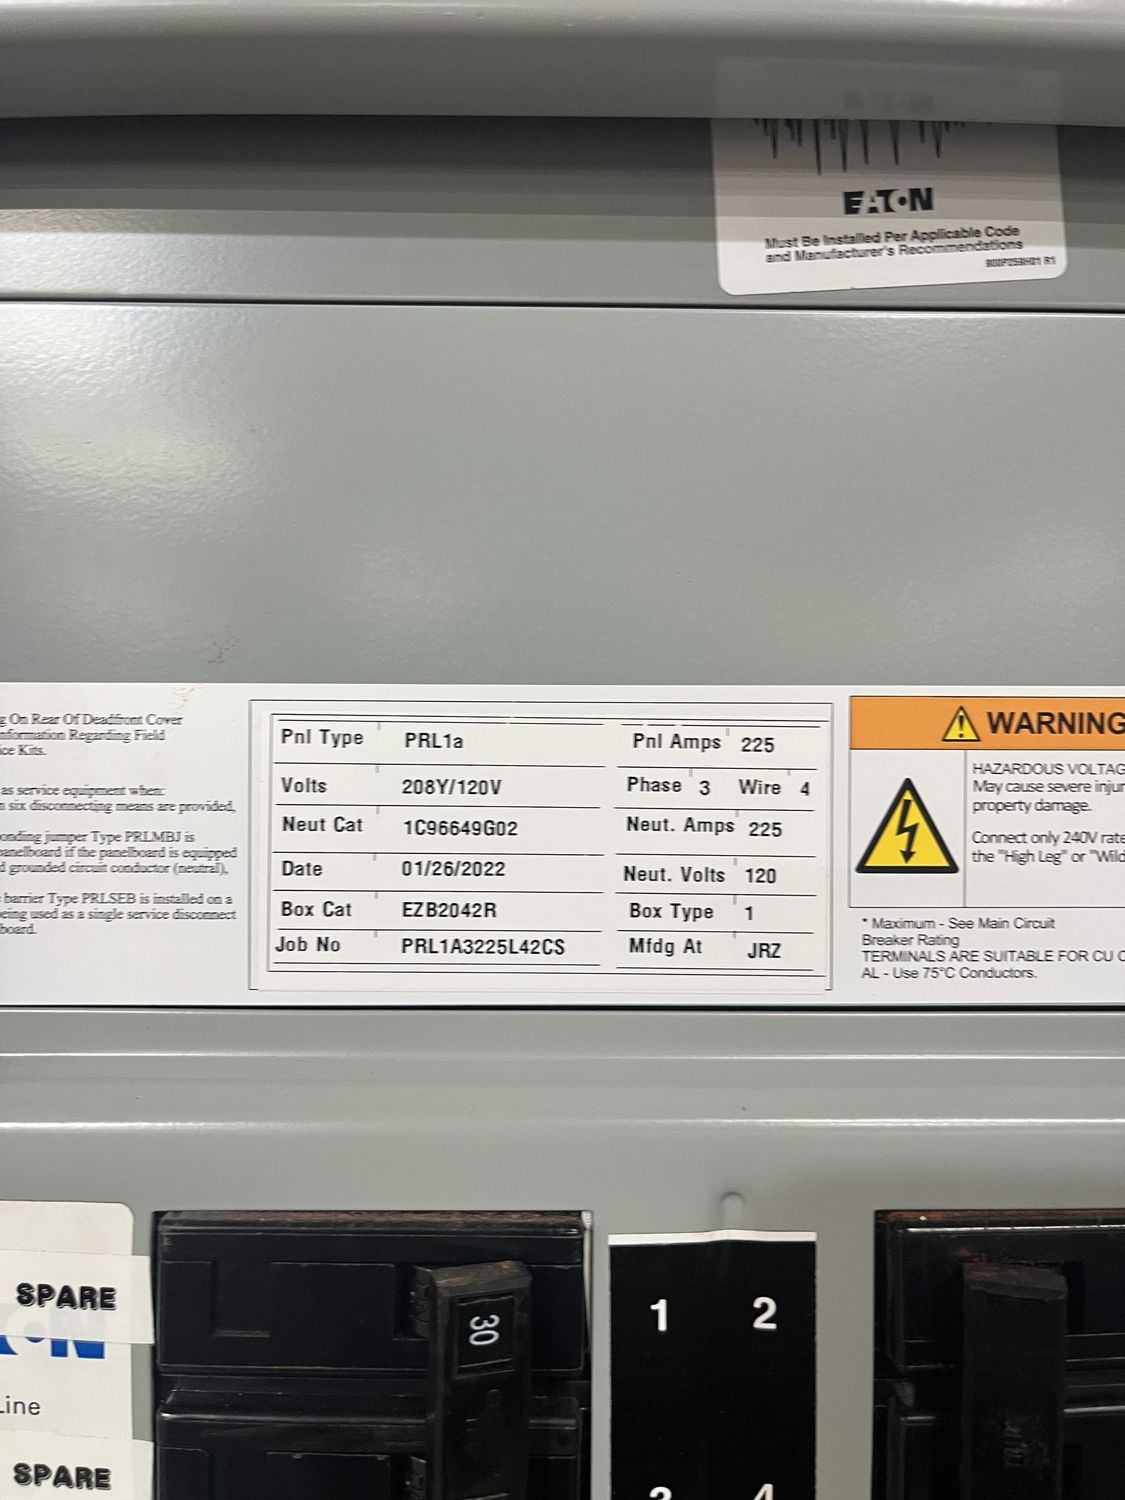 EATON
Must Be Installed Per Applicable Code
and Manufacturer's Recommendations
g On Rear Of Deadfront Cover
nformation Regarding Field
ice Kits.
as service equipment when:
n six disconnecting means are provided,
onding jumper Type PRLMBJ is
panelboard if the panelboard is equipped
d grounded circuit conductor (neutral),
barrier Type PRLSEB is installed on a
being used as a single service disconnect
board.
Pnl Type PRL1a Pnl Amps 225
Volts 208Y/120V Phase 3 Wire 4
Neut Cat 1C96649G02 Neut. Amps 225
Date 01/26/2022 Neut. Volts 120
Box Cat EZB2042R Box Type 1
Job No PRL1A3225L42CS Mfdg At JRZ
WARNING
HAZARDOUS VOLTAG
May cause severe injur
property damage.
Connect only 240V rate
the "High Leg" or "Wild
* Maximum - See Main Circuit
Breaker Rating
TERMINALS ARE SUITABLE FOR CU O
AL - Use 75°C Conductors.
SPARE
Line
SPARE
30
1 2
3 4